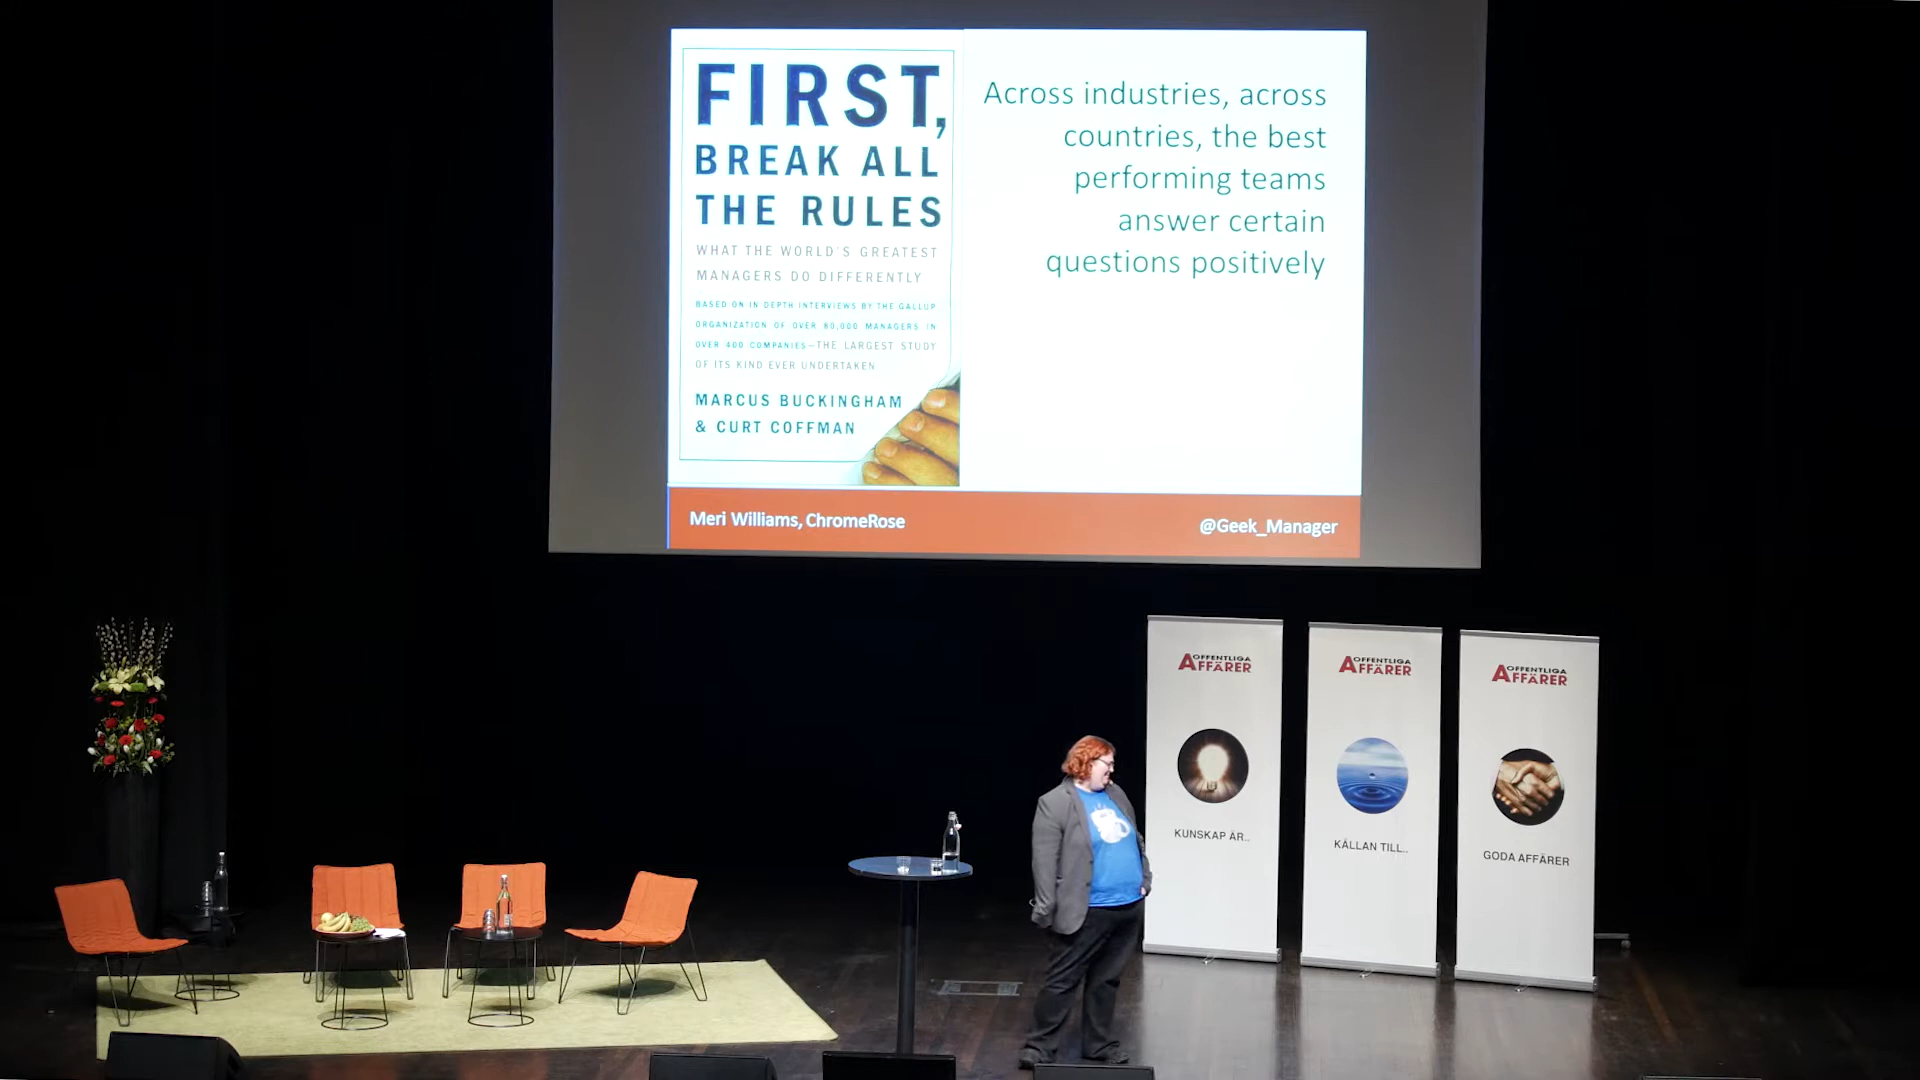 FIRST,
BREAK ALL
THE RULES
WHAT THE WORLD'S GREATEST
MANAGERS DO DIFFERENTLY
BASED ON IN DEPTH INTERVIEWS BY THE GALLUP
ORGANIZATION OF OVER 80,000 MANAGERS IN
OVER 400 COMPANIES—THE LARGEST STUDY
OF ITS KIND EVER UNDERTAKEN
MARCUS BUCKINGHAM
& CURT COFFMAN
Across industries, across
countries, the best
performing teams
answer certain
questions positively
Meri Williams, ChromeRose
@Geek_Manager
OFFENTLIGA
AFFÄRER
KUNSKAP ÄR..
OFFENTLIGA
AFFÄRER
KÄLLAN TILL..
OFFENTLIGA
AFFÄRER
GODA AFFÄRER